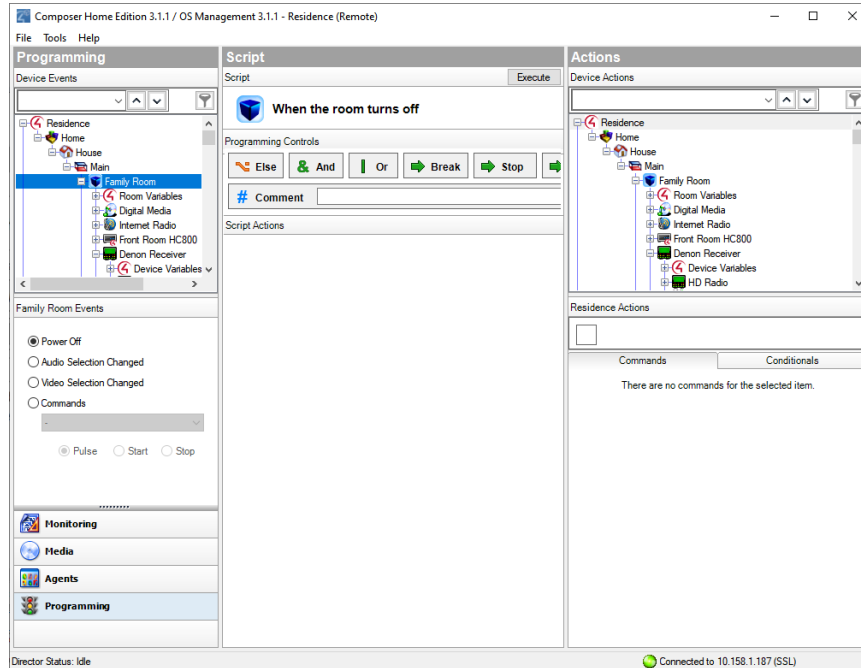 Composer Home Edition 3.1.1 / OS Management 3.1.1 - Residence (Remote)
File Tools Help
Programming
Device Events
Residence
Home
House
Main
Family Room
Room Variables
Digital Media
Internet Radio
Front Room HC800
Denon Receiver
Device Variables
Family Room Events
Power Off
Audio Selection Changed
Video Selection Changed
Commands
-
Pulse Start Stop
Monitoring
Media
Agents
Programming
Script
Script Execute
When the room turns off
Programming Controls
Else And Or Break Stop
# Comment
Script Actions
Actions
Device Actions
Residence
Home
House
Main
Family Room
Room Variables
Digital Media
Internet Radio
Front Room HC800
Denon Receiver
Device Variables
HD Radio
Residence Actions
Commands Conditionals
There are no commands for the selected item.
Director Status: Idle
Connected to 10.158.1.187 (SSL)